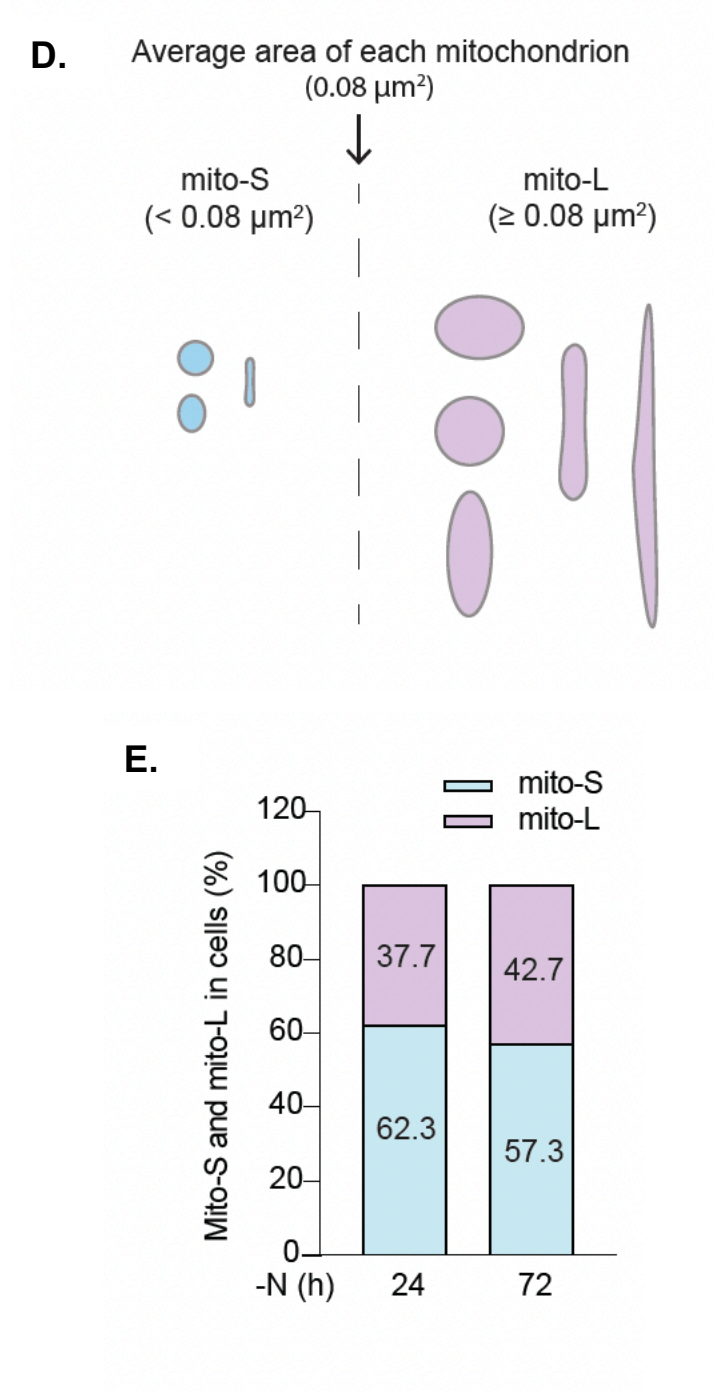 D.
Average area of each mitochondrion
(0.08 µm²)
mito-S
(< 0.08 µm²)
mito-L
(≥ 0.08 µm²)
E.
mito-S
mito-L
Mito-S and mito-L in cells (%)
120
100
80
60
40
20
0
37.7
42.7
62.3
57.3
-N (h)
24
72